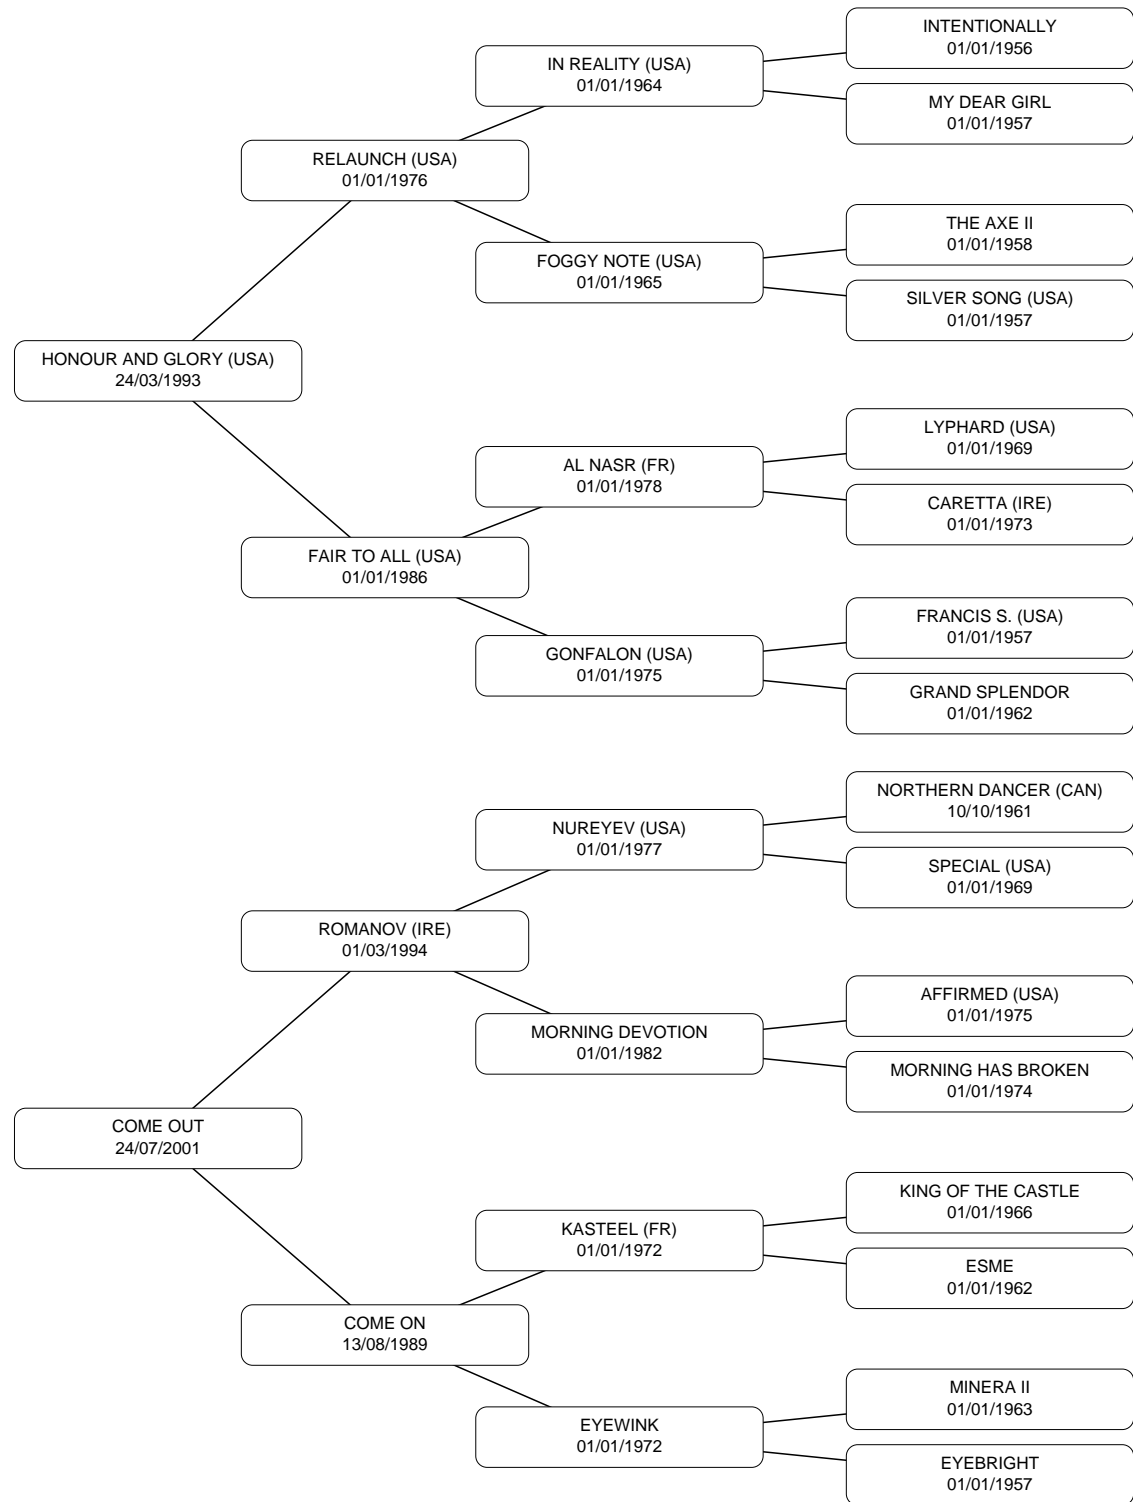 INTENTIONALLY
01/01/1956
IN REALITY (USA)
01/01/1964
MY DEAR GIRL
01/01/1957
RELAUNCH (USA)
01/01/1976
THE AXE II
01/01/1958
FOGGY NOTE (USA)
01/01/1965
SILVER SONG (USA)
01/01/1957
HONOUR AND GLORY (USA)
24/03/1993
LYPHARD (USA)
01/01/1969
AL NASR (FR)
01/01/1978
CARETTA (IRE)
01/01/1973
FAIR TO ALL (USA)
01/01/1986
FRANCIS S. (USA)
01/01/1957
GONFALON (USA)
01/01/1975
GRAND SPLENDOR
01/01/1962
NORTHERN DANCER (CAN)
10/10/1961
NUREYEV (USA)
01/01/1977
SPECIAL (USA)
01/01/1969
ROMANOV (IRE)
01/03/1994
AFFIRMED (USA)
01/01/1975
MORNING DEVOTION
01/01/1982
MORNING HAS BROKEN
01/01/1974
COME OUT
24/07/2001
KING OF THE CASTLE
01/01/1966
KASTEEL (FR)
01/01/1972
ESME
01/01/1962
COME ON
13/08/1989
MINERA II
01/01/1963
EYEWINK
01/01/1972
EYEBRIGHT
01/01/1957